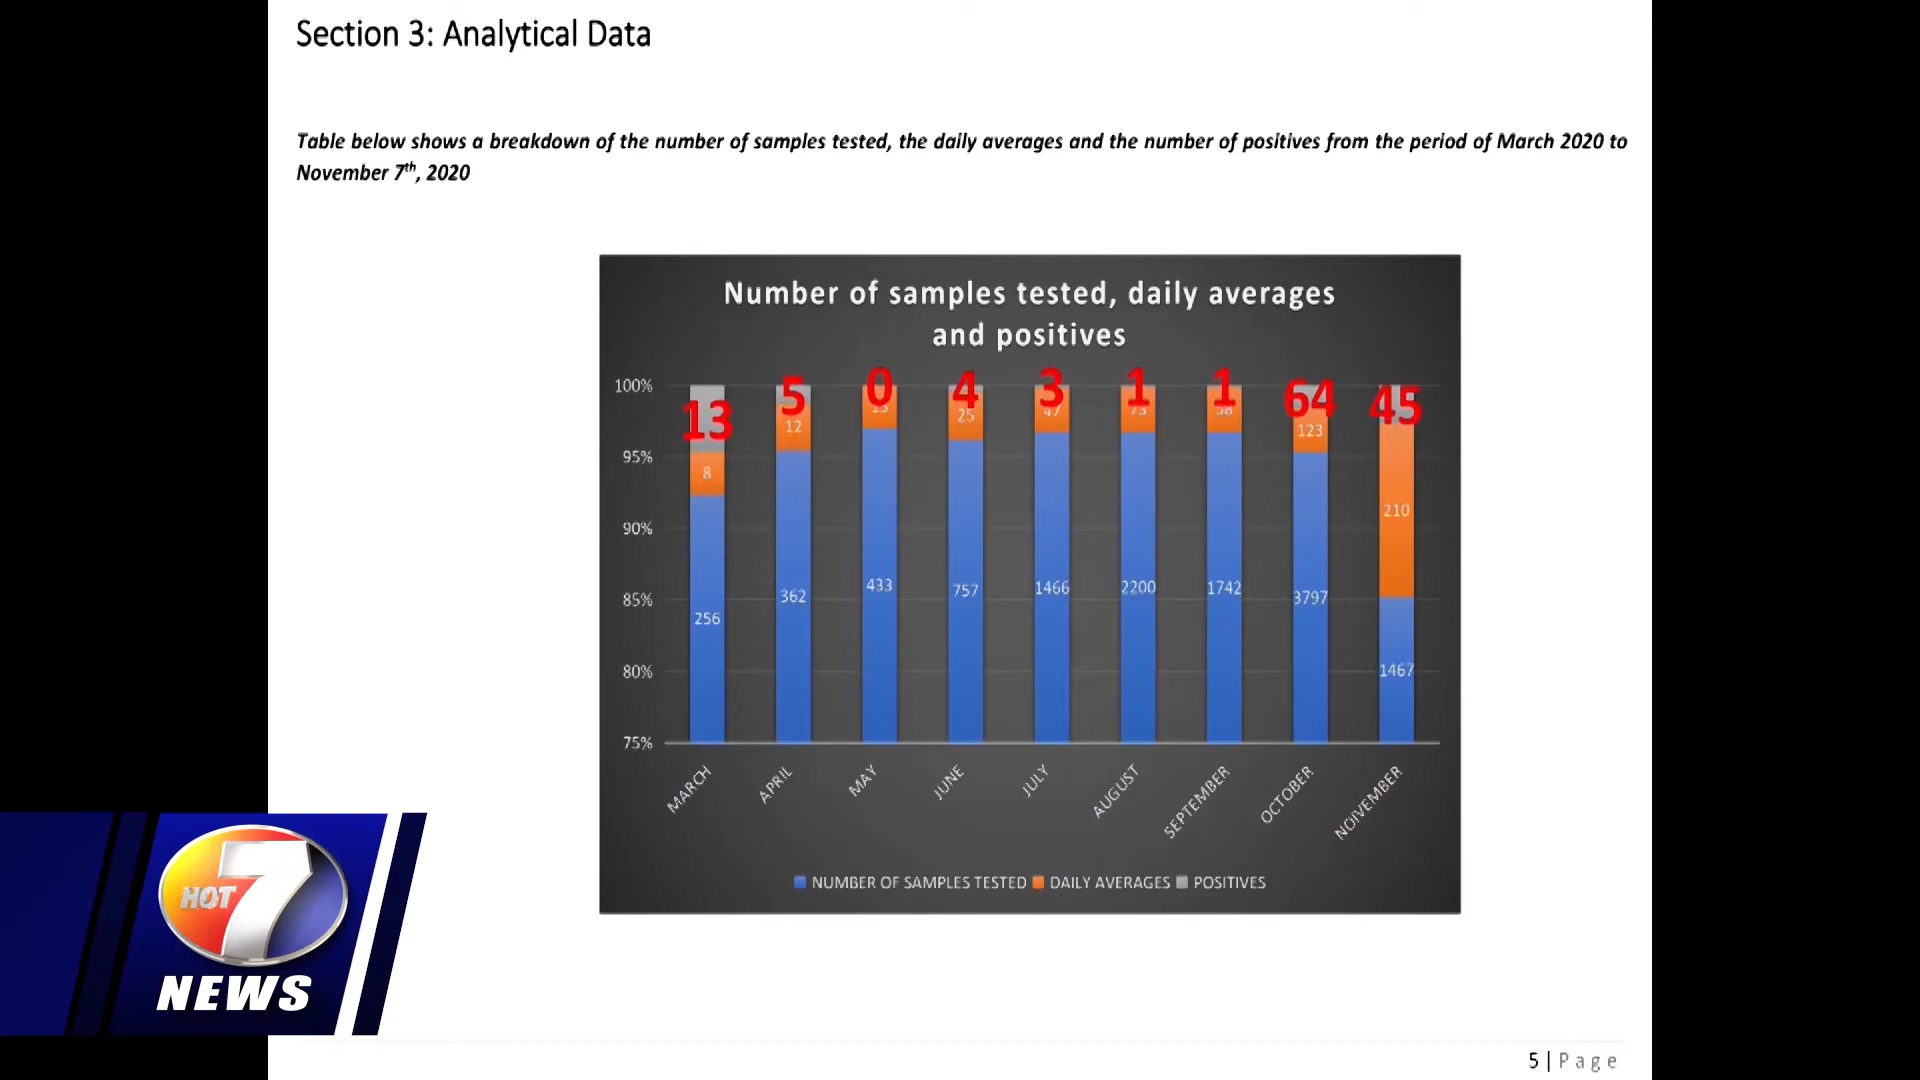 Section 3: Analytical Data
Table below shows a breakdown of the number of samples tested, the daily averages and the number of positives from the period of March 2020 to
November 7th, 2020
Number of samples tested, daily averages
and positives
100%
95%
90%
85%
80%
75%
13
5
0
4
3
1
1
64
45
8
12
25
47
73
58
123
210
256
362
433
757
1466
2200
1742
3797
1467
MARCH
APRIL
MAY
JUNE
JULY
AUGUST
SEPTEMBER
OCTOBER
NOIVEMBER
NUMBER OF SAMPLES TESTED DAILY AVERAGES POSITIVES
HOT 7
NEWS
5 | Page